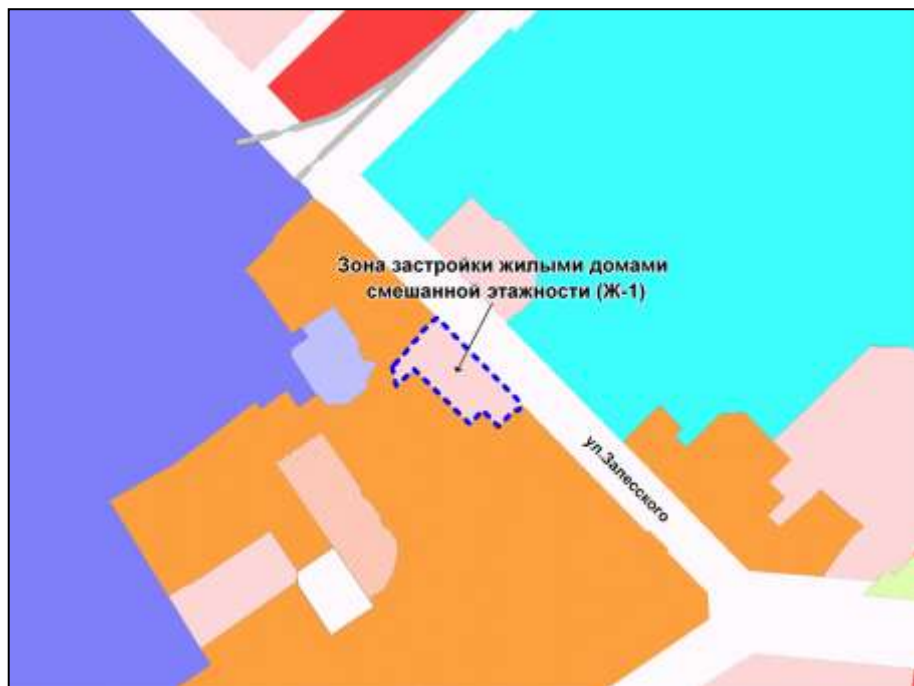 Зона застройки жилыми домами
смешанной этажности (Ж-1)
ул.Залесского